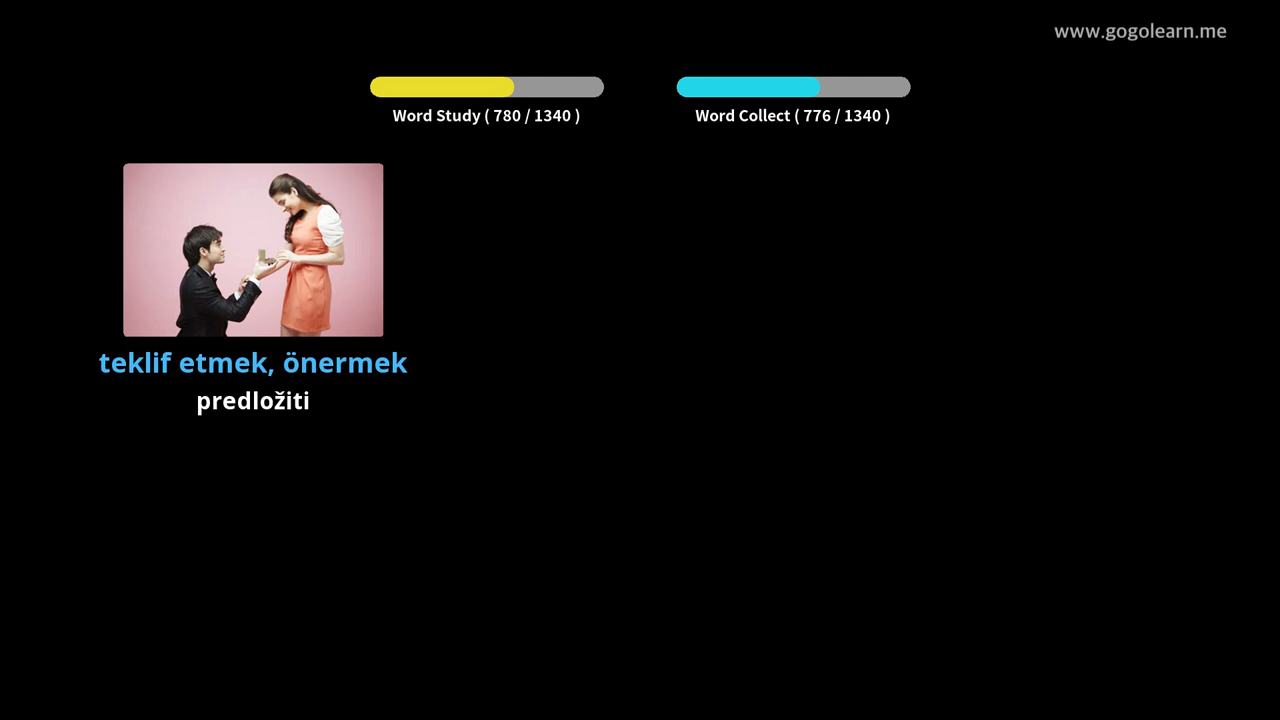 www.gogolearn.me
Word Study ( 780 / 1340 )
Word Collect ( 776 / 1340 )
teklif etmek, önermek
predložiti